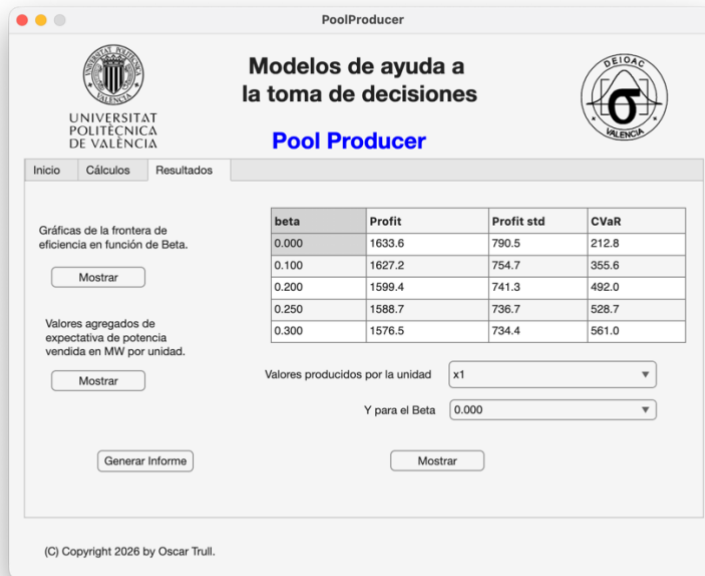 PoolProducer
UNIVERSITAT POLITÈCNICA VALENCIA
UNIVERSITAT
POLITÈCNICA
DE VALÈNCIA
Modelos de ayuda a
la toma de decisiones
Pool Producer
DEIOAC
σ
VALENCIA
Inicio Cálculos Resultados
Gráficas de la frontera de
eficiencia en función de Beta.
Mostrar
Valores agregados de
expectativa de potencia
vendida en MW por unidad.
Mostrar
beta Profit Profit std CVaR
0.000 1633.6 790.5 212.8
0.100 1627.2 754.7 355.6
0.200 1599.4 741.3 492.0
0.250 1588.7 736.7 528.7
0.300 1576.5 734.4 561.0
Valores producidos por la unidad x1
Y para el Beta 0.000
Generar Informe
Mostrar
(C) Copyright 2026 by Oscar Trull.